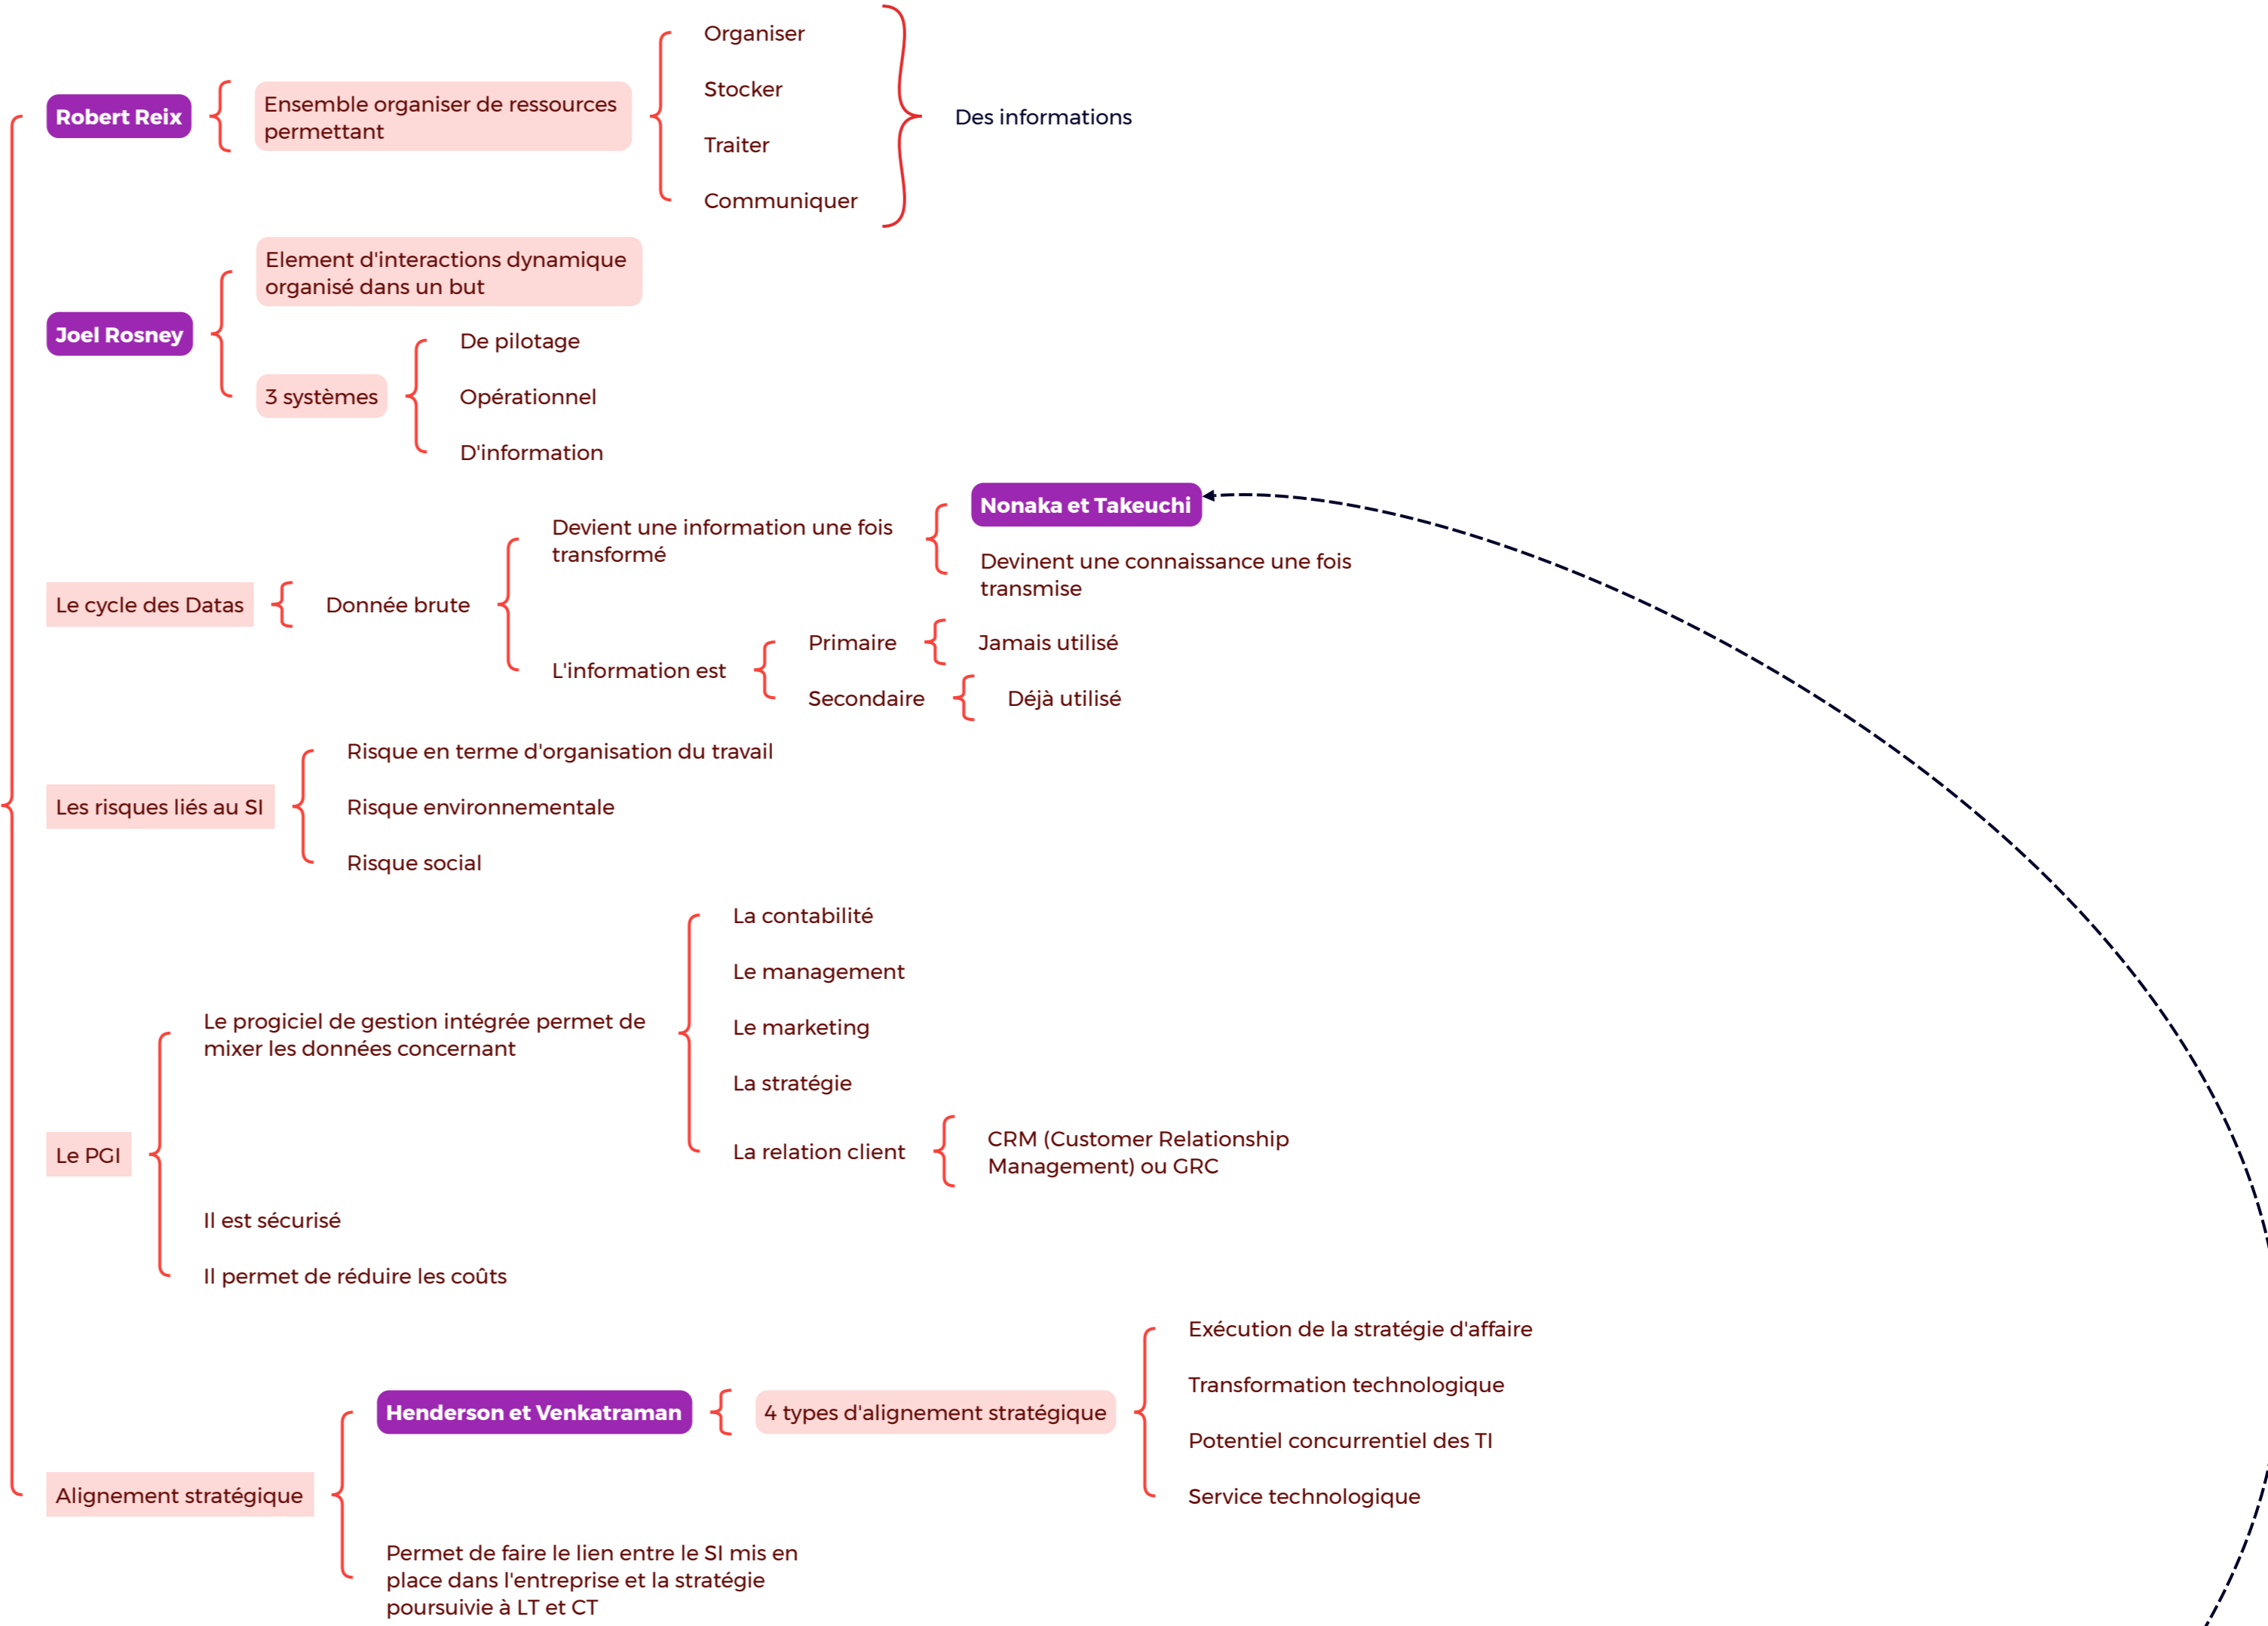 Robert Reix
Ensemble organiser de ressources
permettant
Organiser
Stocker
Traiter
Communiquer
Des informations
Joel Rosney
Element d'interactions dynamique
organisé dans un but
3 systèmes
De pilotage
Opérationnel
D'information
Le cycle des Datas
Donnée brute
Devient une information une fois
transformé
Nonaka et Takeuchi
Devinent une connaissance une fois
transmise
L'information est
Primaire
Jamais utilisé
Secondaire
Déjà utilisé
Les risques liés au SI
Risque en terme d'organisation du travail
Risque environnementale
Risque social
Le PGI
Le progiciel de gestion intégrée permet de
mixer les données concernant
La contabilité
Le management
Le marketing
La stratégie
La relation client
CRM (Customer Relationship
Management) ou GRC
Il est sécurisé
Il permet de réduire les coûts
Alignement stratégique
Henderson et Venkatraman
4 types d'alignement stratégique
Exécution de la stratégie d'affaire
Transformation technologique
Potentiel concurrentiel des TI
Service technologique
Permet de faire le lien entre le SI mis en
place dans l'entreprise et la stratégie
poursuivie à LT et CT